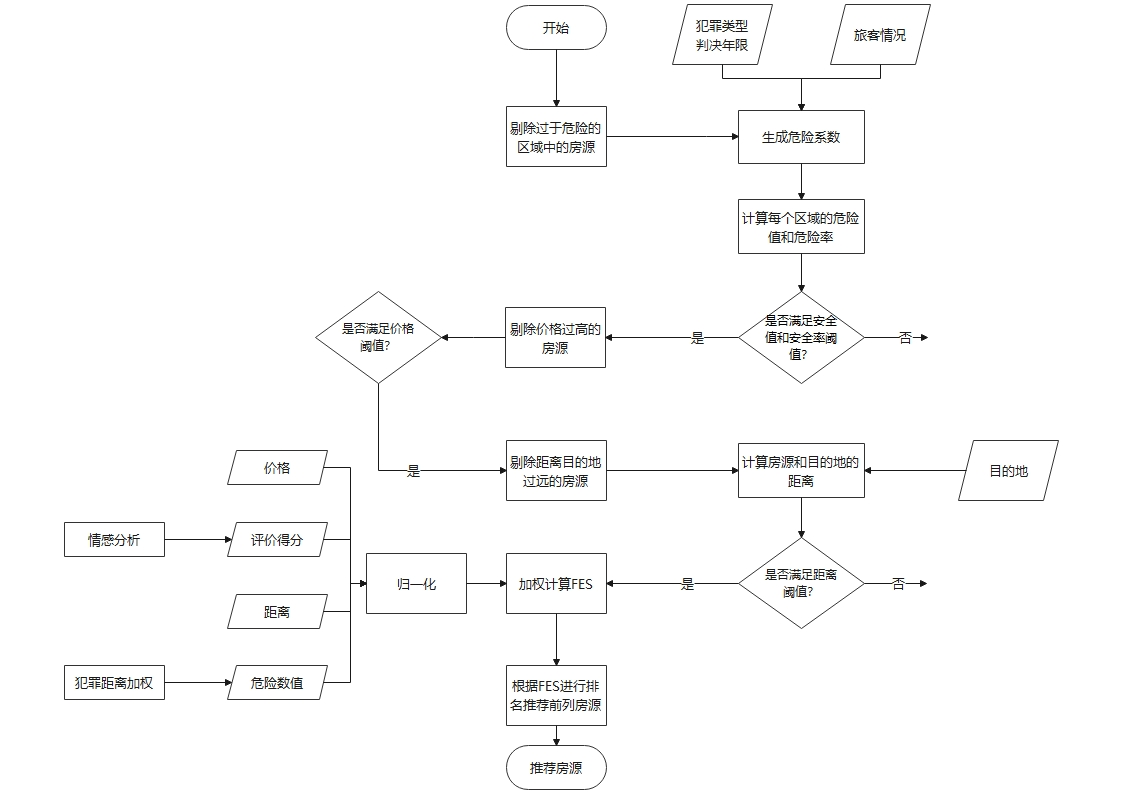 开始
犯罪类型
判决年限
旅客情况
剔除过于危险的
区域中的房源
生成危险系数
计算每个区域的危险
值和危险率
是否满足价格
阈值?
剔除价格过高的
房源
是
是否满足安全
值和安全率阈
值?
否
价格
是
剔除距离目的地
过远的房源
计算房源和目的地的
距离
目的地
情感分析
评价得分
归一化
加权计算FES
是
是否满足距离
阈值?
否
距离
犯罪距离加权
危险数值
根据FES进行排
名推荐前列房源
推荐房源